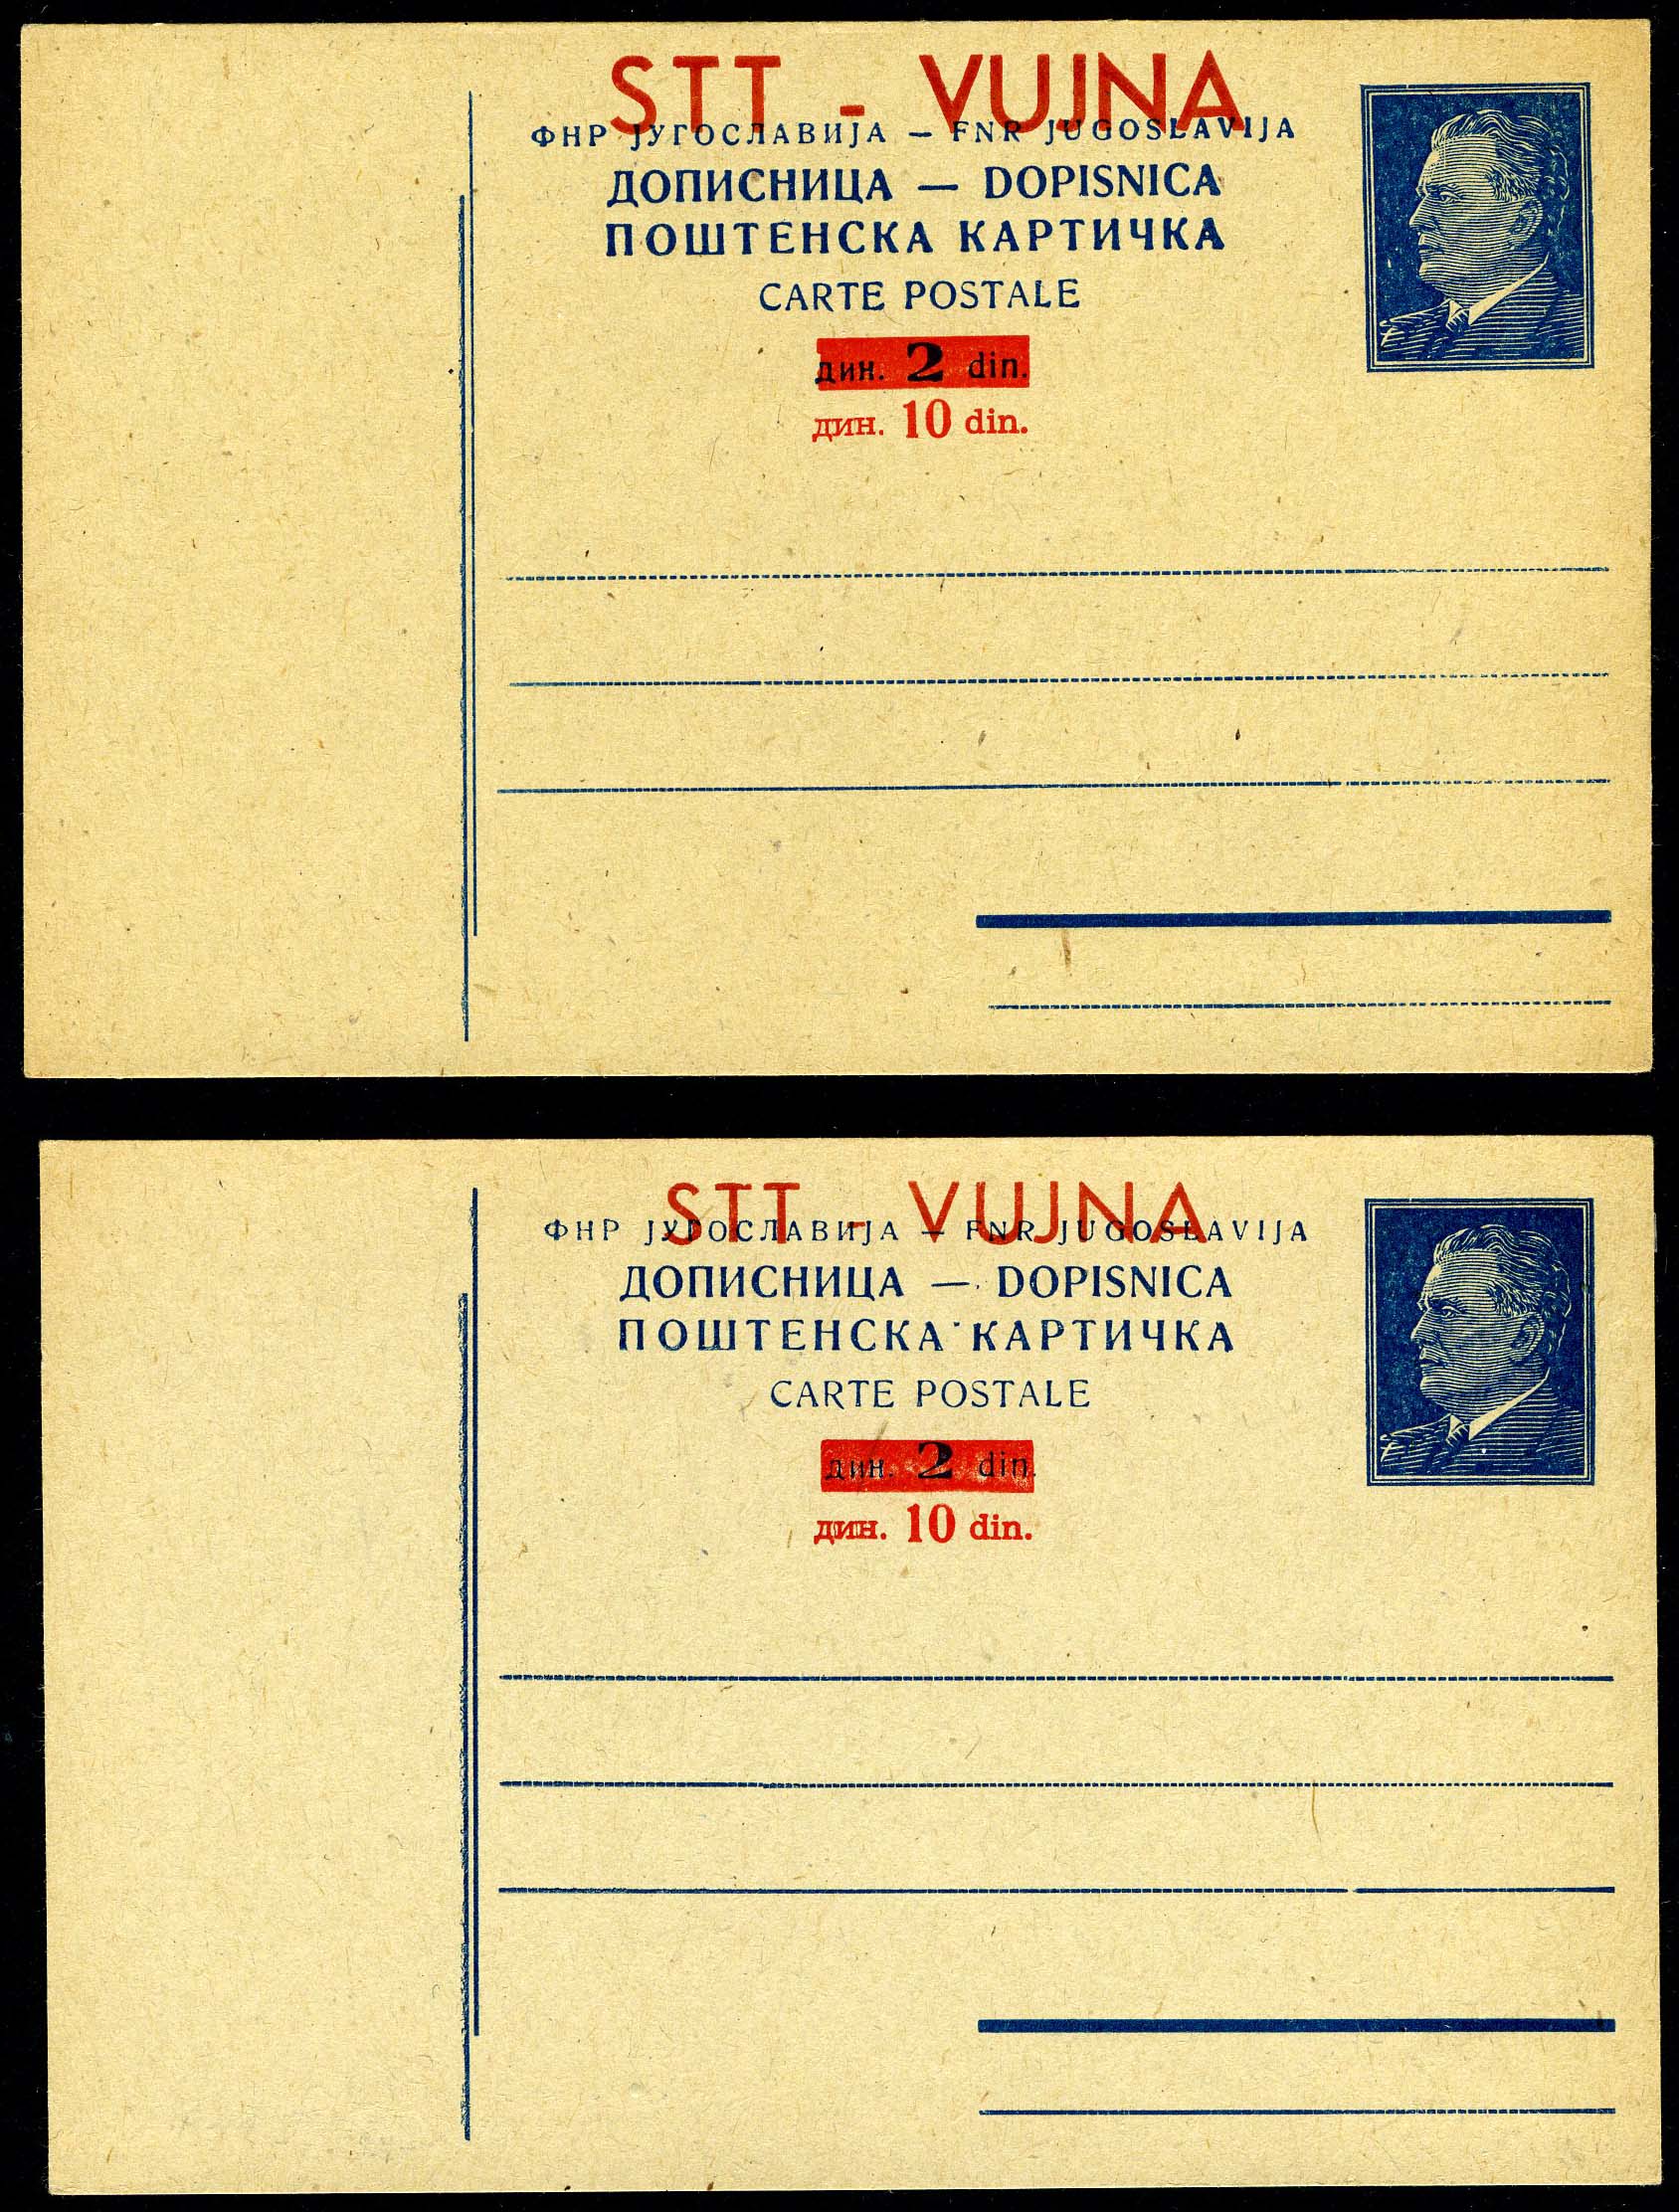 STT - VUJNA
ФНР ЈУГОСЛАВИЈА — FNR JUGOSLAVIJA
ДОПИСНИЦА — DOPISNICA
ПОШТЕНСКА КАРТИЧКА
CARTE POSTALE
дин. 2 din.
дин. 10 din.
STT - VUJNA
ФНР ЈУГОСЛАВИЈА — FNR JUGOSLAVIJA
ДОПИСНИЦА — DOPISNICA
ПОШТЕНСКА КАРТИЧКА
CARTE POSTALE
дин. 2 din.
дин. 10 din.